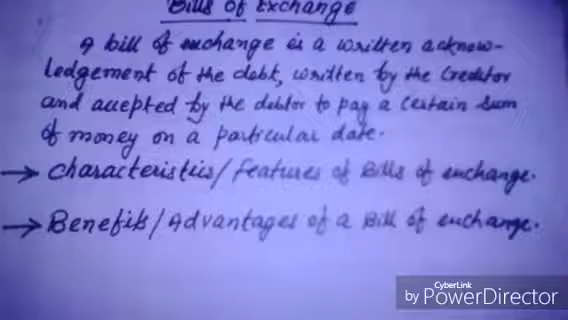 Bills of Exchange
A bill of exchange is a written acknow-
ledgement of the debt, written by the Creditor
and accepted by the debtor to pay a Certain Sum
of money on a particular date.
→ Characteristics/ features of Bills of exchange.
→ Benefits/Advantages of a Bill of exchange.
CyberLink
by PowerDirector